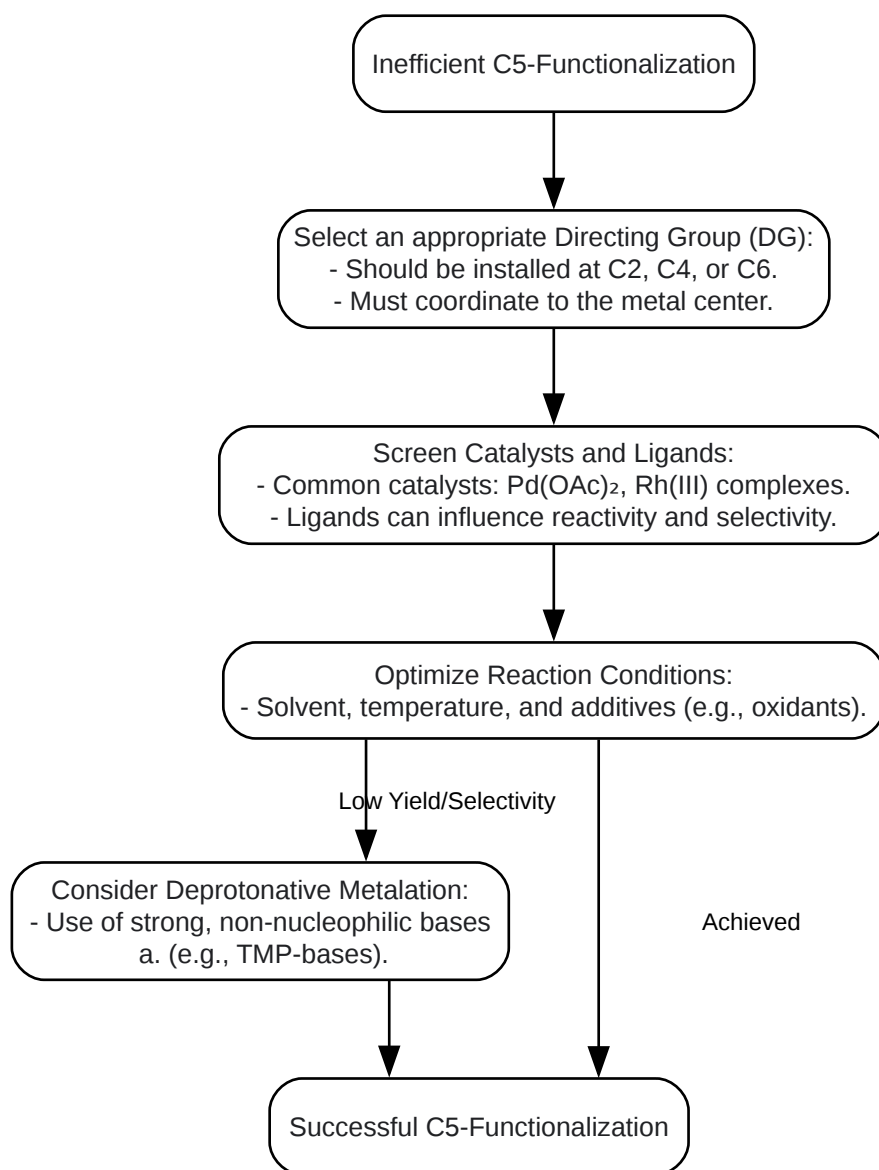 Inefficient C5-Functionalization
Select an appropriate Directing Group (DG):
- Should be installed at C2, C4, or C6.
- Must coordinate to the metal center.
Screen Catalysts and Ligands:
- Common catalysts: Pd(OAc)₂, Rh(III) complexes.
- Ligands can influence reactivity and selectivity.
Optimize Reaction Conditions:
- Solvent, temperature, and additives (e.g., oxidants).
Low Yield/Selectivity
Consider Deprotonative Metalation:
- Use of strong, non-nucleophilic bases
a. (e.g., TMP-bases).
Achieved
Successful C5-Functionalization